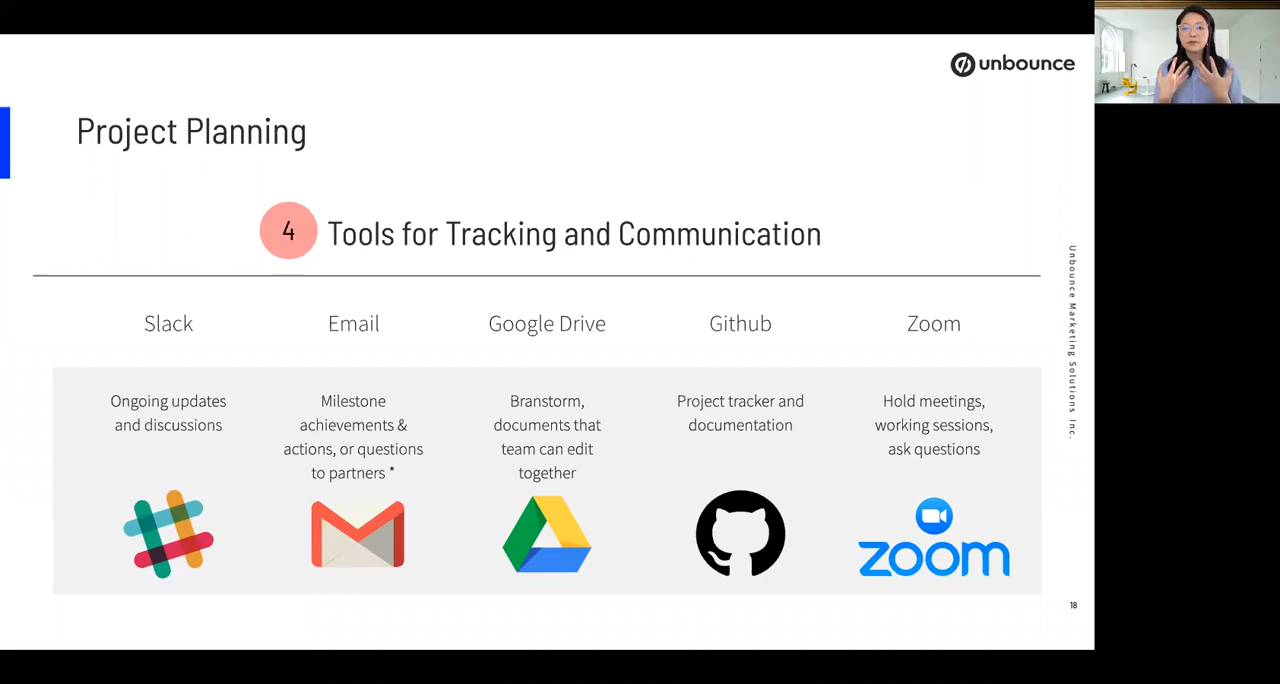 unbounce
Project Planning
4
Tools for Tracking and Communication
Slack
Email
Google Drive
Github
Zoom
Ongoing updates
and discussions
Milestone
achievements &
actions, or questions
to partners *
Branstorm,
documents that
team can edit
together
Project tracker and
documentation
Hold meetings,
working sessions,
ask questions
zoom
Unbounce Marketing Solutions Inc.
18